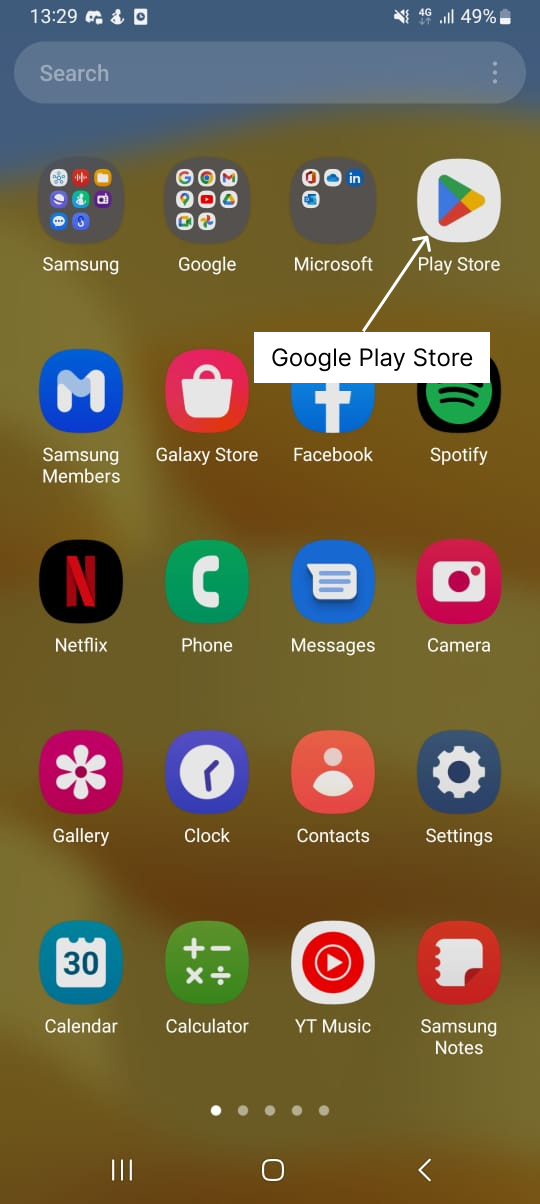 13:29
4G
49%
Search
Samsung
Google
Microsoft
Play Store
Google Play Store
Samsung
Members
Galaxy Store
Facebook
Spotify
N
Netflix
Phone
Messages
Camera
Gallery
Clock
Contacts
Settings
30
Calendar
Calculator
YT Music
Samsung
Notes